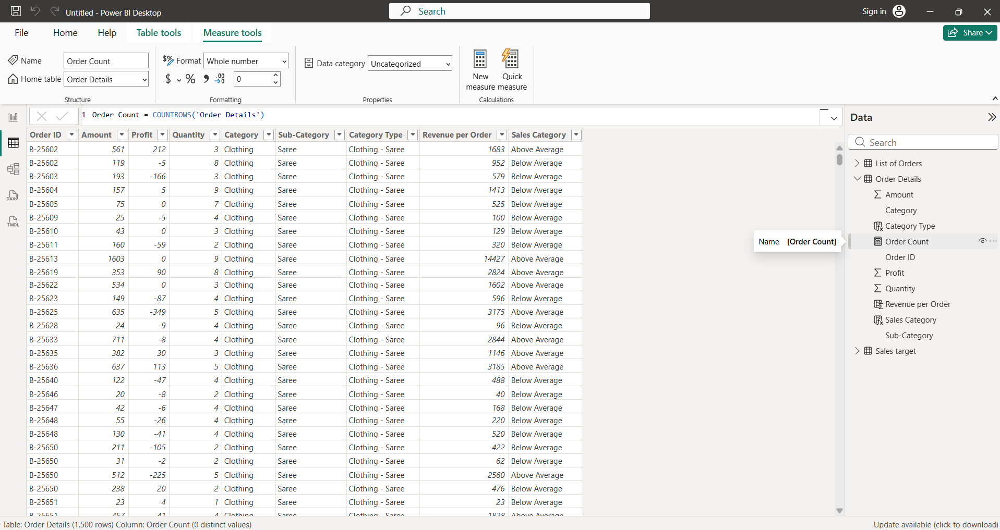 Untitled - Power BI Desktop
Search
Sign in
File Home Help Table tools Measure tools
Share
Name Order Count
Home table Order Details
Structure
$% Format Whole number
$ % , .00 0
Formatting
Data category Uncategorized
Properties
New measure
Quick measure
Calculations
1 Order Count = COUNTROWS('Order Details')
Order ID Amount Profit Quantity Category Sub-Category Category Type Revenue per Order Sales Category
B-25602 561 212 3 Clothing Saree Clothing - Saree 1683 Above Average
B-25602 119 -5 8 Clothing Saree Clothing - Saree 952 Below Average
B-25603 193 -166 3 Clothing Saree Clothing - Saree 579 Below Average
B-25604 157 5 9 Clothing Saree Clothing - Saree 1413 Below Average
B-25605 75 0 7 Clothing Saree Clothing - Saree 525 Below Average
B-25609 25 -5 4 Clothing Saree Clothing - Saree 100 Below Average
B-25610 43 0 3 Clothing Saree Clothing - Saree 129 Below Average
B-25611 160 -59 2 Clothing Saree Clothing - Saree 320 Below Average
B-25613 1603 0 9 Clothing Saree Clothing - Saree 14427 Above Average
B-25619 353 90 8 Clothing Saree Clothing - Saree 2824 Above Average
B-25622 534 0 3 Clothing Saree Clothing - Saree 1602 Above Average
B-25623 149 -87 4 Clothing Saree Clothing - Saree 596 Below Average
B-25625 635 -349 5 Clothing Saree Clothing - Saree 3175 Above Average
B-25628 24 -9 4 Clothing Saree Clothing - Saree 96 Below Average
B-25633 711 -8 4 Clothing Saree Clothing - Saree 2844 Above Average
B-25635 382 30 3 Clothing Saree Clothing - Saree 1146 Above Average
B-25636 637 113 5 Clothing Saree Clothing - Saree 3185 Above Average
B-25640 122 -47 4 Clothing Saree Clothing - Saree 488 Below Average
B-25646 20 -8 2 Clothing Saree Clothing - Saree 40 Below Average
B-25647 42 -6 4 Clothing Saree Clothing - Saree 168 Below Average
B-25648 55 -26 4 Clothing Saree Clothing - Saree 220 Below Average
B-25648 130 -41 4 Clothing Saree Clothing - Saree 520 Below Average
B-25650 211 -105 2 Clothing Saree Clothing - Saree 422 Below Average
B-25650 31 -2 2 Clothing Saree Clothing - Saree 62 Below Average
B-25650 512 -225 5 Clothing Saree Clothing - Saree 2560 Above Average
B-25650 238 20 2 Clothing Saree Clothing - Saree 476 Below Average
B-25651 23 4 1 Clothing Saree Clothing - Saree 23 Below Average
DAX
TMDL
Name [Order Count]
Data
Search
List of Orders
Order Details
Amount
Category
Category Type
Order Count
Order ID
Profit
Quantity
Revenue per Order
Sales Category
Sub-Category
Sales target
Table: Order Details (1,500 rows) Column: Order Count (0 distinct values)
Update available (click to download)